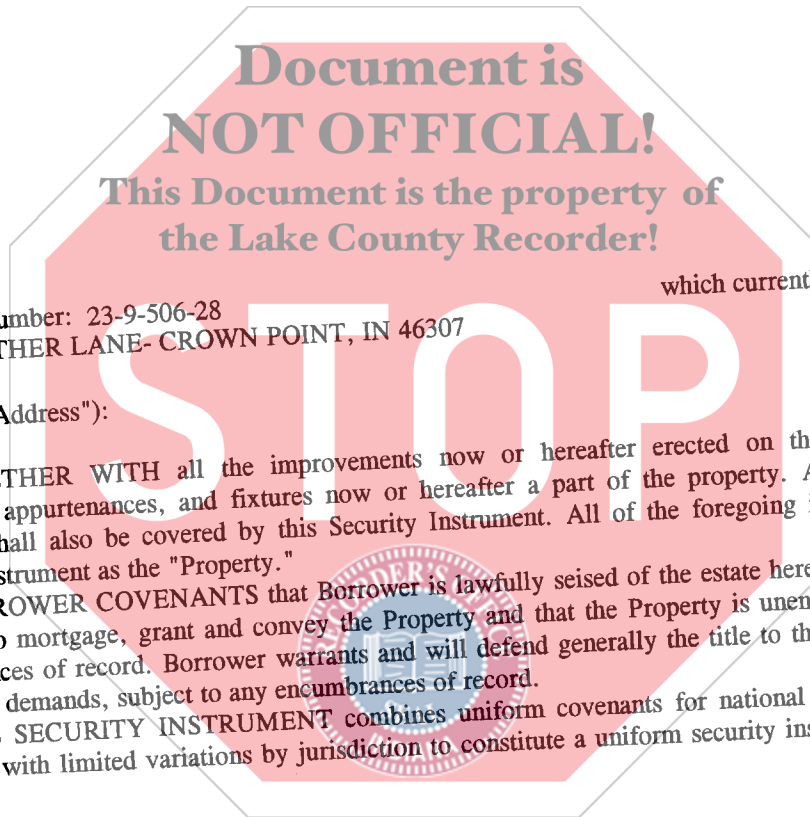 Document is
NOT OFFICIAL!
This Document is the property of
the Lake County Recorder!
which current
umber: 23-9-506-28
THER LANE- CROWN POINT, IN 46307
Address"):
STOP
THER WITH all the improvements now or hereafter erected on th
appurtenances, and fixtures now or hereafter a part of the property. A
hall also be covered by this Security Instrument. All of the foregoing
strument as the "Property."
ROWER COVENANTS that Borrower is lawfully seised of the estate here
o mortgage, grant and convey the Property and that the Property is unen
ces of record. Borrower warrants and will defend generally the title to th
demands, subject to any encumbrances of record.
SECURITY INSTRUMENT combines uniform covenants for national
with limited variations by jurisdiction to constitute a uniform security ins